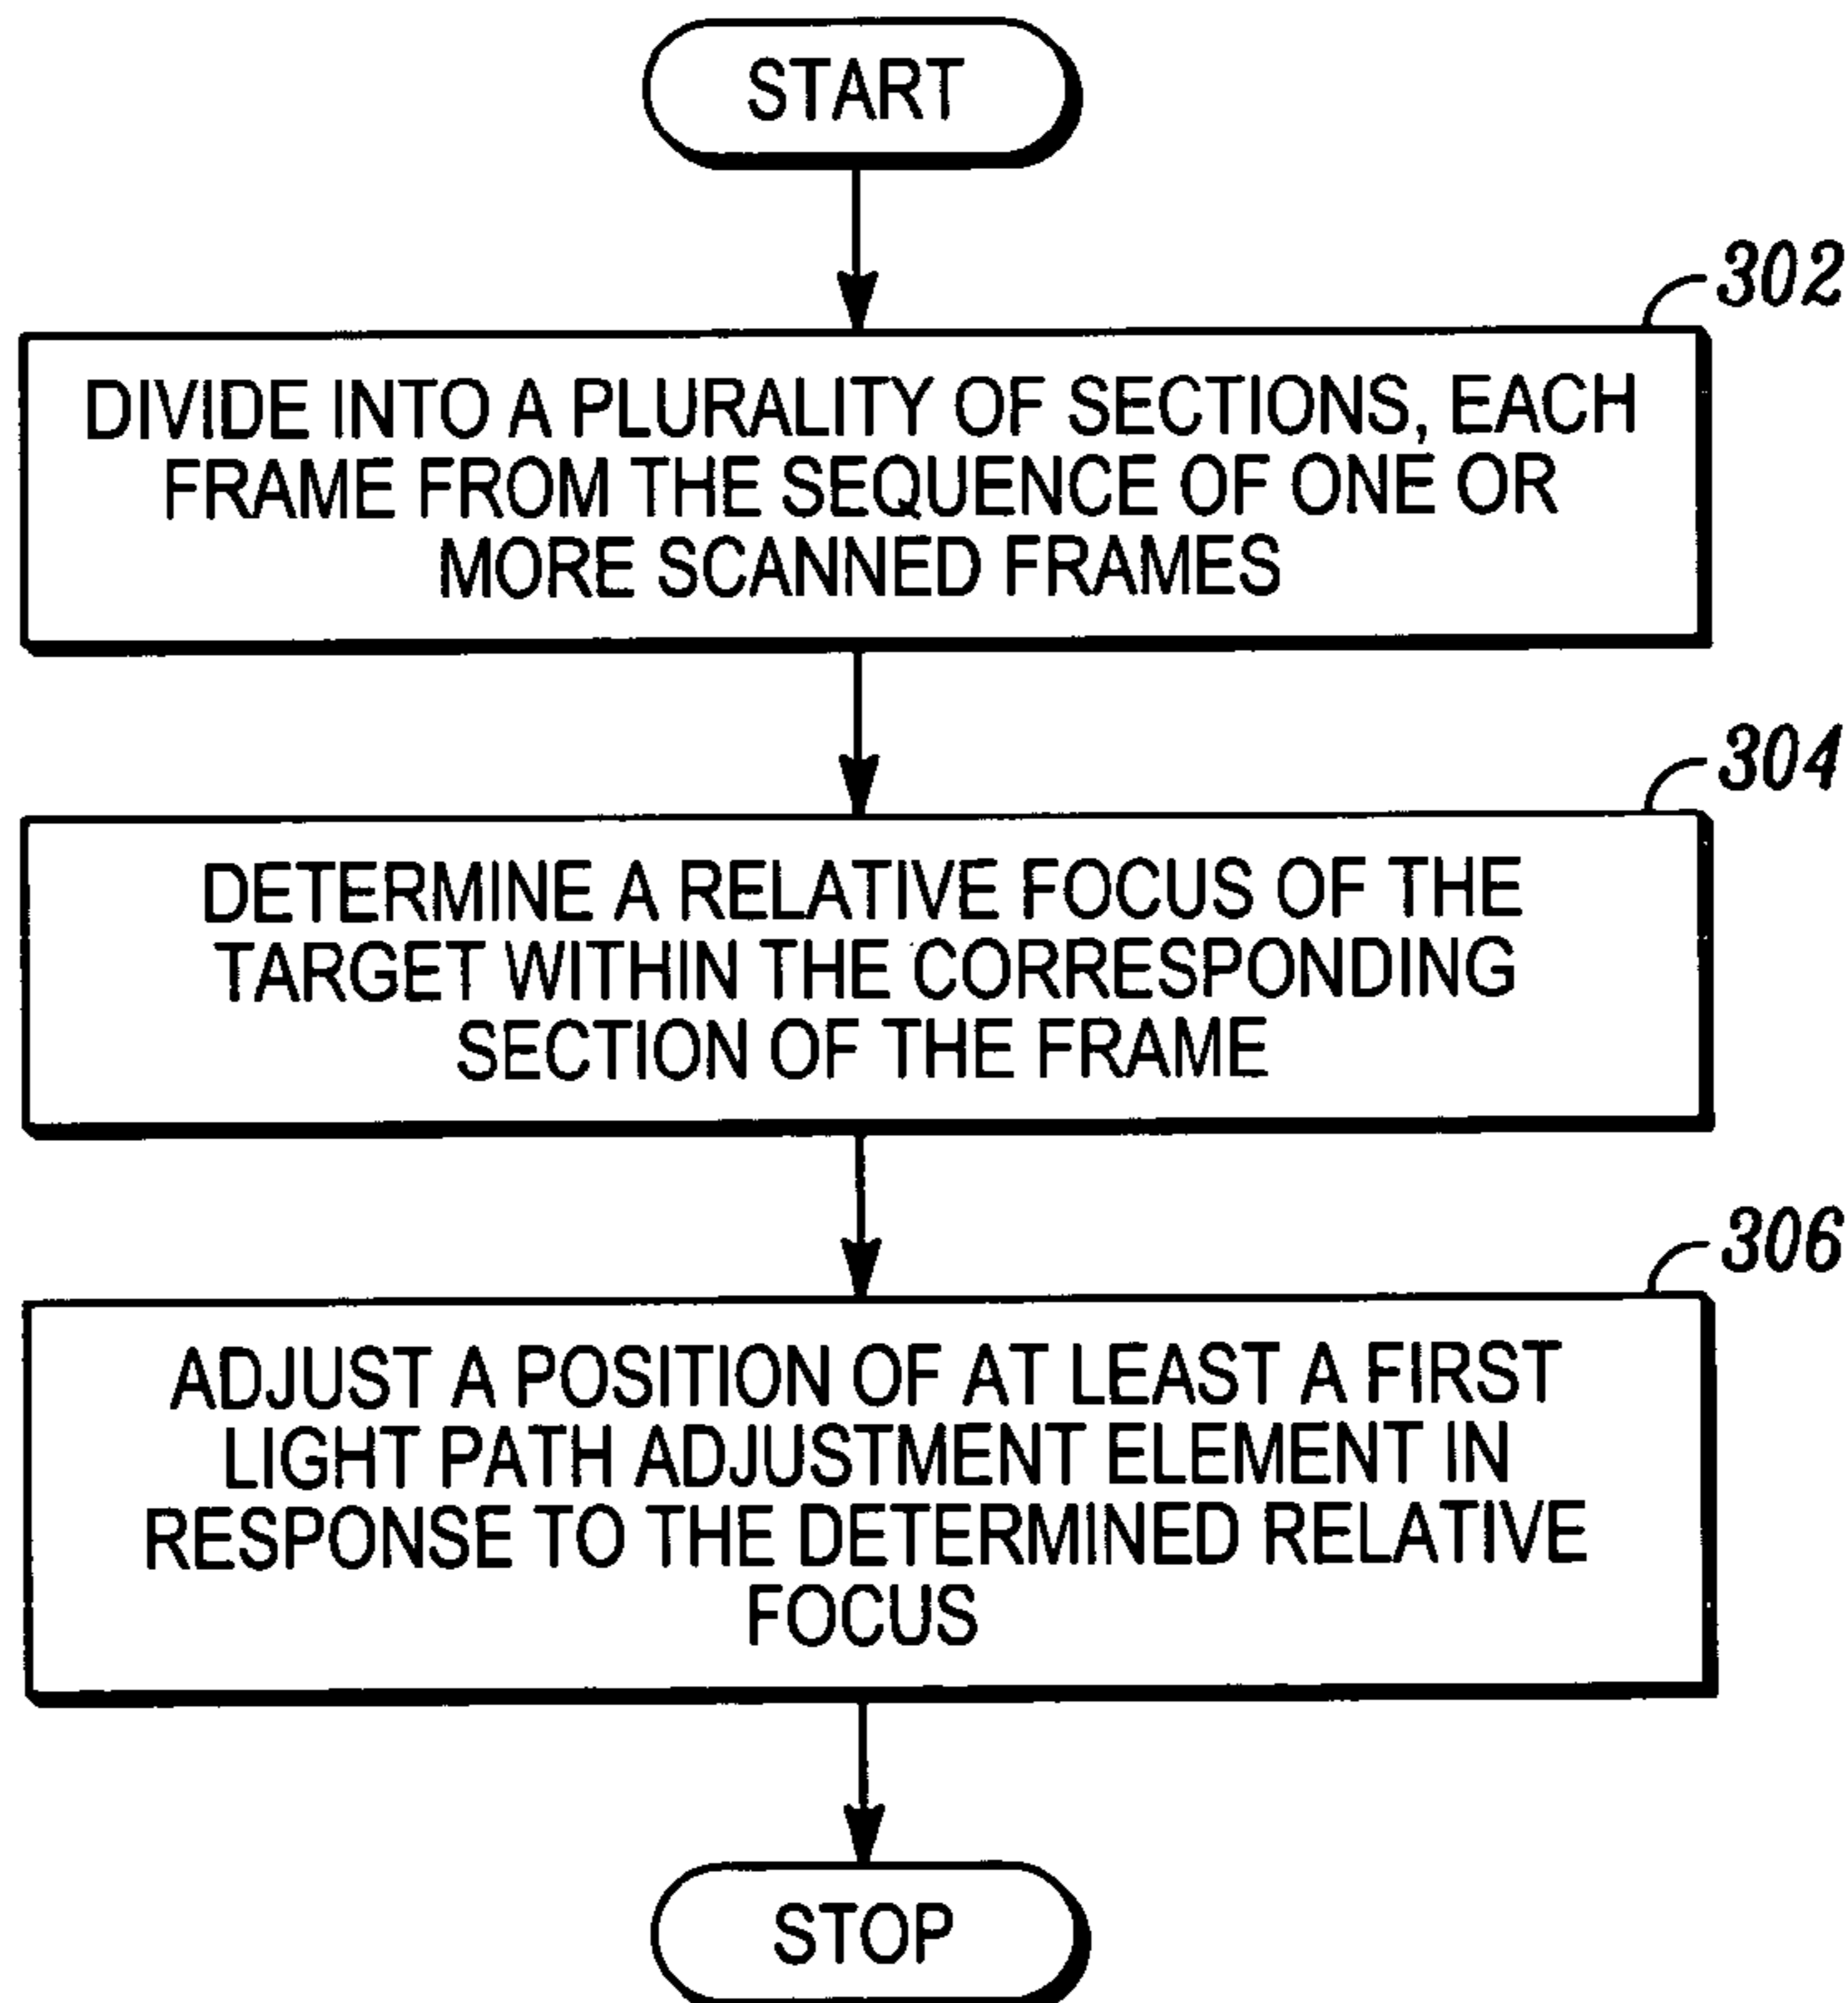 START
302
DIVIDE INTO A PLURALITY OF SECTIONS, EACH
FRAME FROM THE SEQUENCE OF ONE OR
MORE SCANNED FRAMES
304
DETERMINE A RELATIVE FOCUS OF THE
TARGET WITHIN THE CORRESPONDING
SECTION OF THE FRAME
306
ADJUST A POSITION OF AT LEAST A FIRST
LIGHT PATH ADJUSTMENT ELEMENT IN
RESPONSE TO THE DETERMINED RELATIVE
FOCUS
STOP